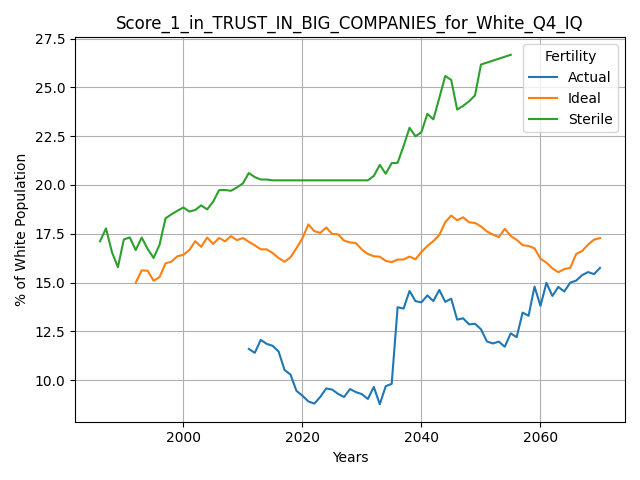 Score_1_in_TRUST_IN_BIG_COMPANIES_for_White_Q4_IQ
27.5
25.0
22.5
20.0
17.5
15.0
12.5
10.0
% of White Population
Fertility
Actual
Ideal
Sterile
2000 2020 2040 2060
Years